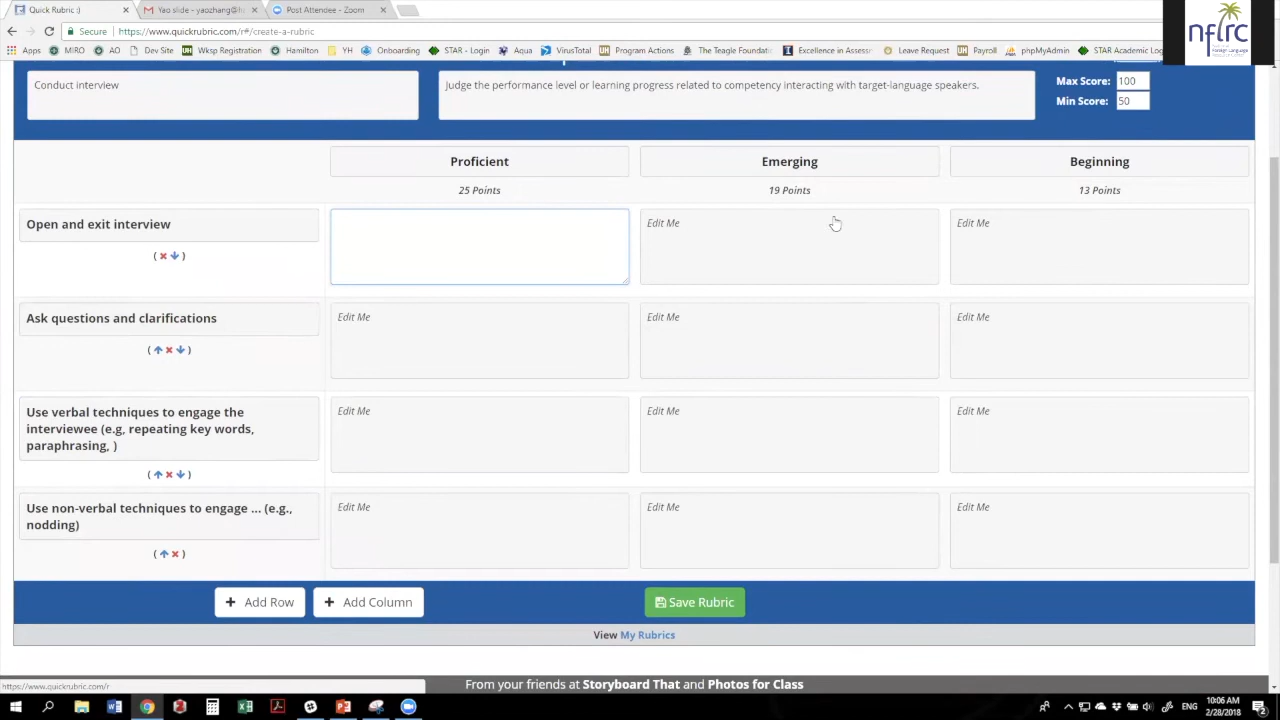 Quick Rubric :)
Yao slide - yaozhang@h
Post Attendee - Zoom
Secure
https://www.quickrubric.com/r#/create-a-rubric
Apps
MIRO
AO
Dev Site
Wksp Registration
Hamilton
YH
Onboarding
STAR - Login
Aqua
VirusTotal
Program Actions
The Teagle Foundat
Excellence in Assess
Leave Request
Payroll
phpMyAdmin
STAR Academic Log
nflrc
Foreign Language
Conduct interview
Judge the performance level or learning progress related to competency interacting with target-language speakers.
Max Score: 100
Min Score: 50
Proficient
Emerging
Beginning
25 Points
19 Points
13 Points
Open and exit interview
Edit Me
Edit Me
Ask questions and clarifications
Edit Me
Edit Me
Edit Me
Use verbal techniques to engage the
interviewee (e.g, repeating key words,
paraphrasing, )
Edit Me
Edit Me
Edit Me
Use non-verbal techniques to engage ... (e.g.,
nodding)
Edit Me
Edit Me
Edit Me
+ Add Row
+ Add Column
Save Rubric
View My Rubrics
https://www.quickrubric.com/r
From your friends at Storyboard That and Photos for Class
10:06 AM
2/28/2018